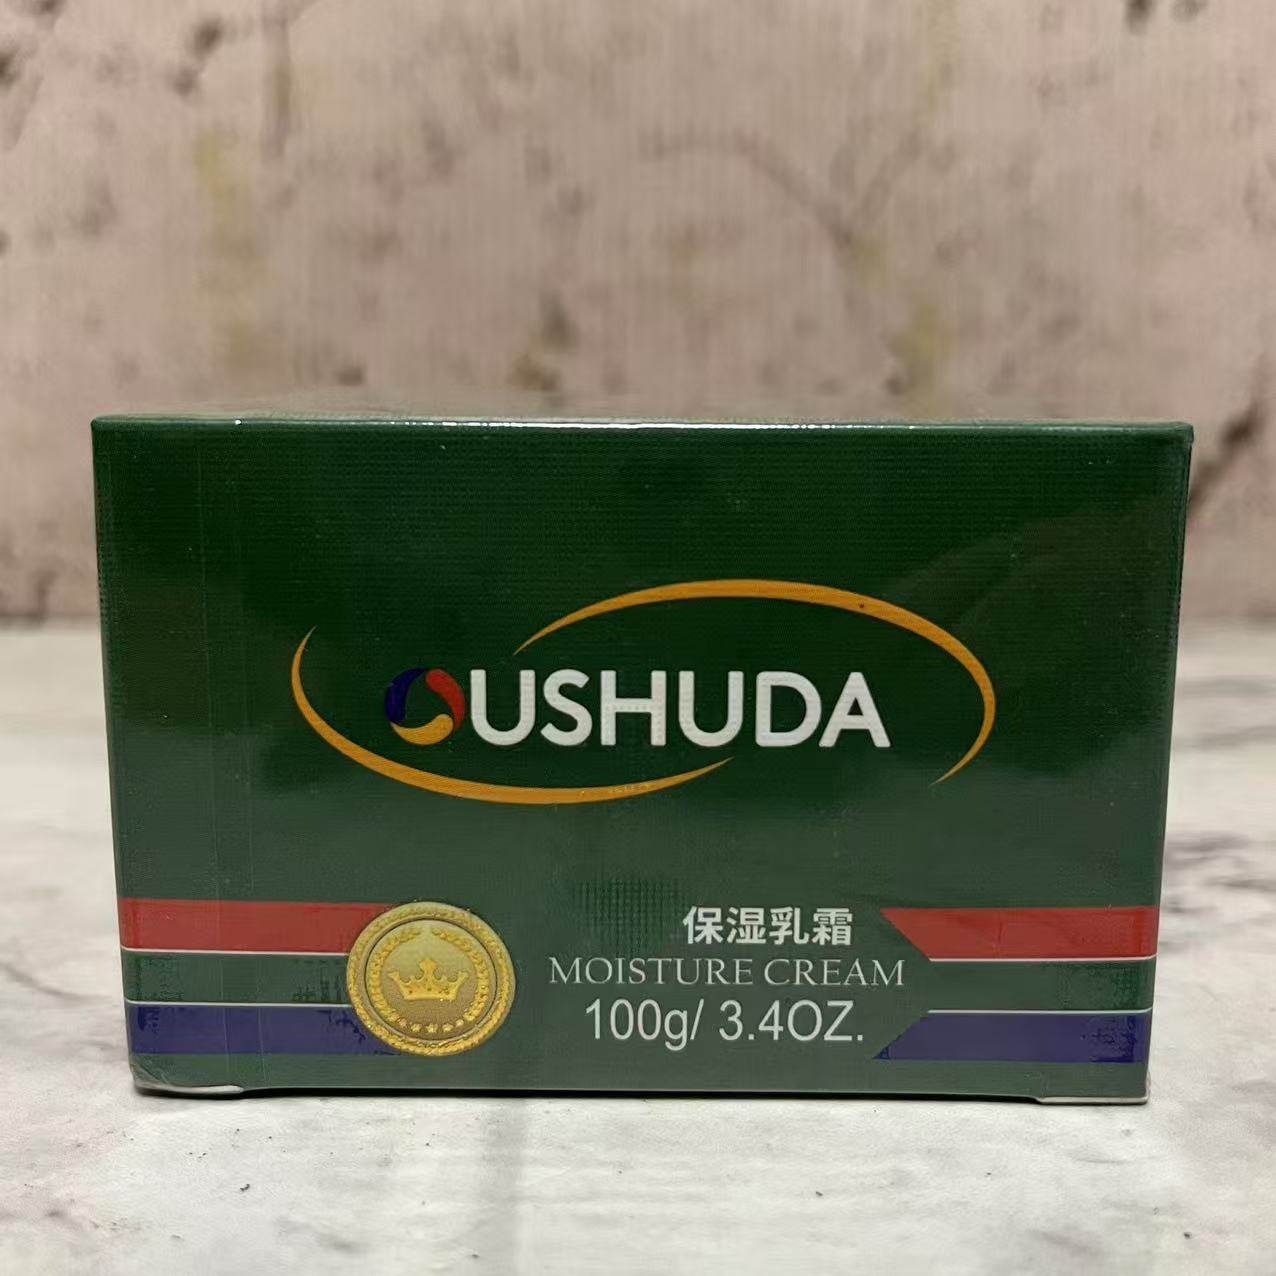 OUSHUDA
保湿乳霜
MOISTURE CREAM
100g/ 3.4OZ.